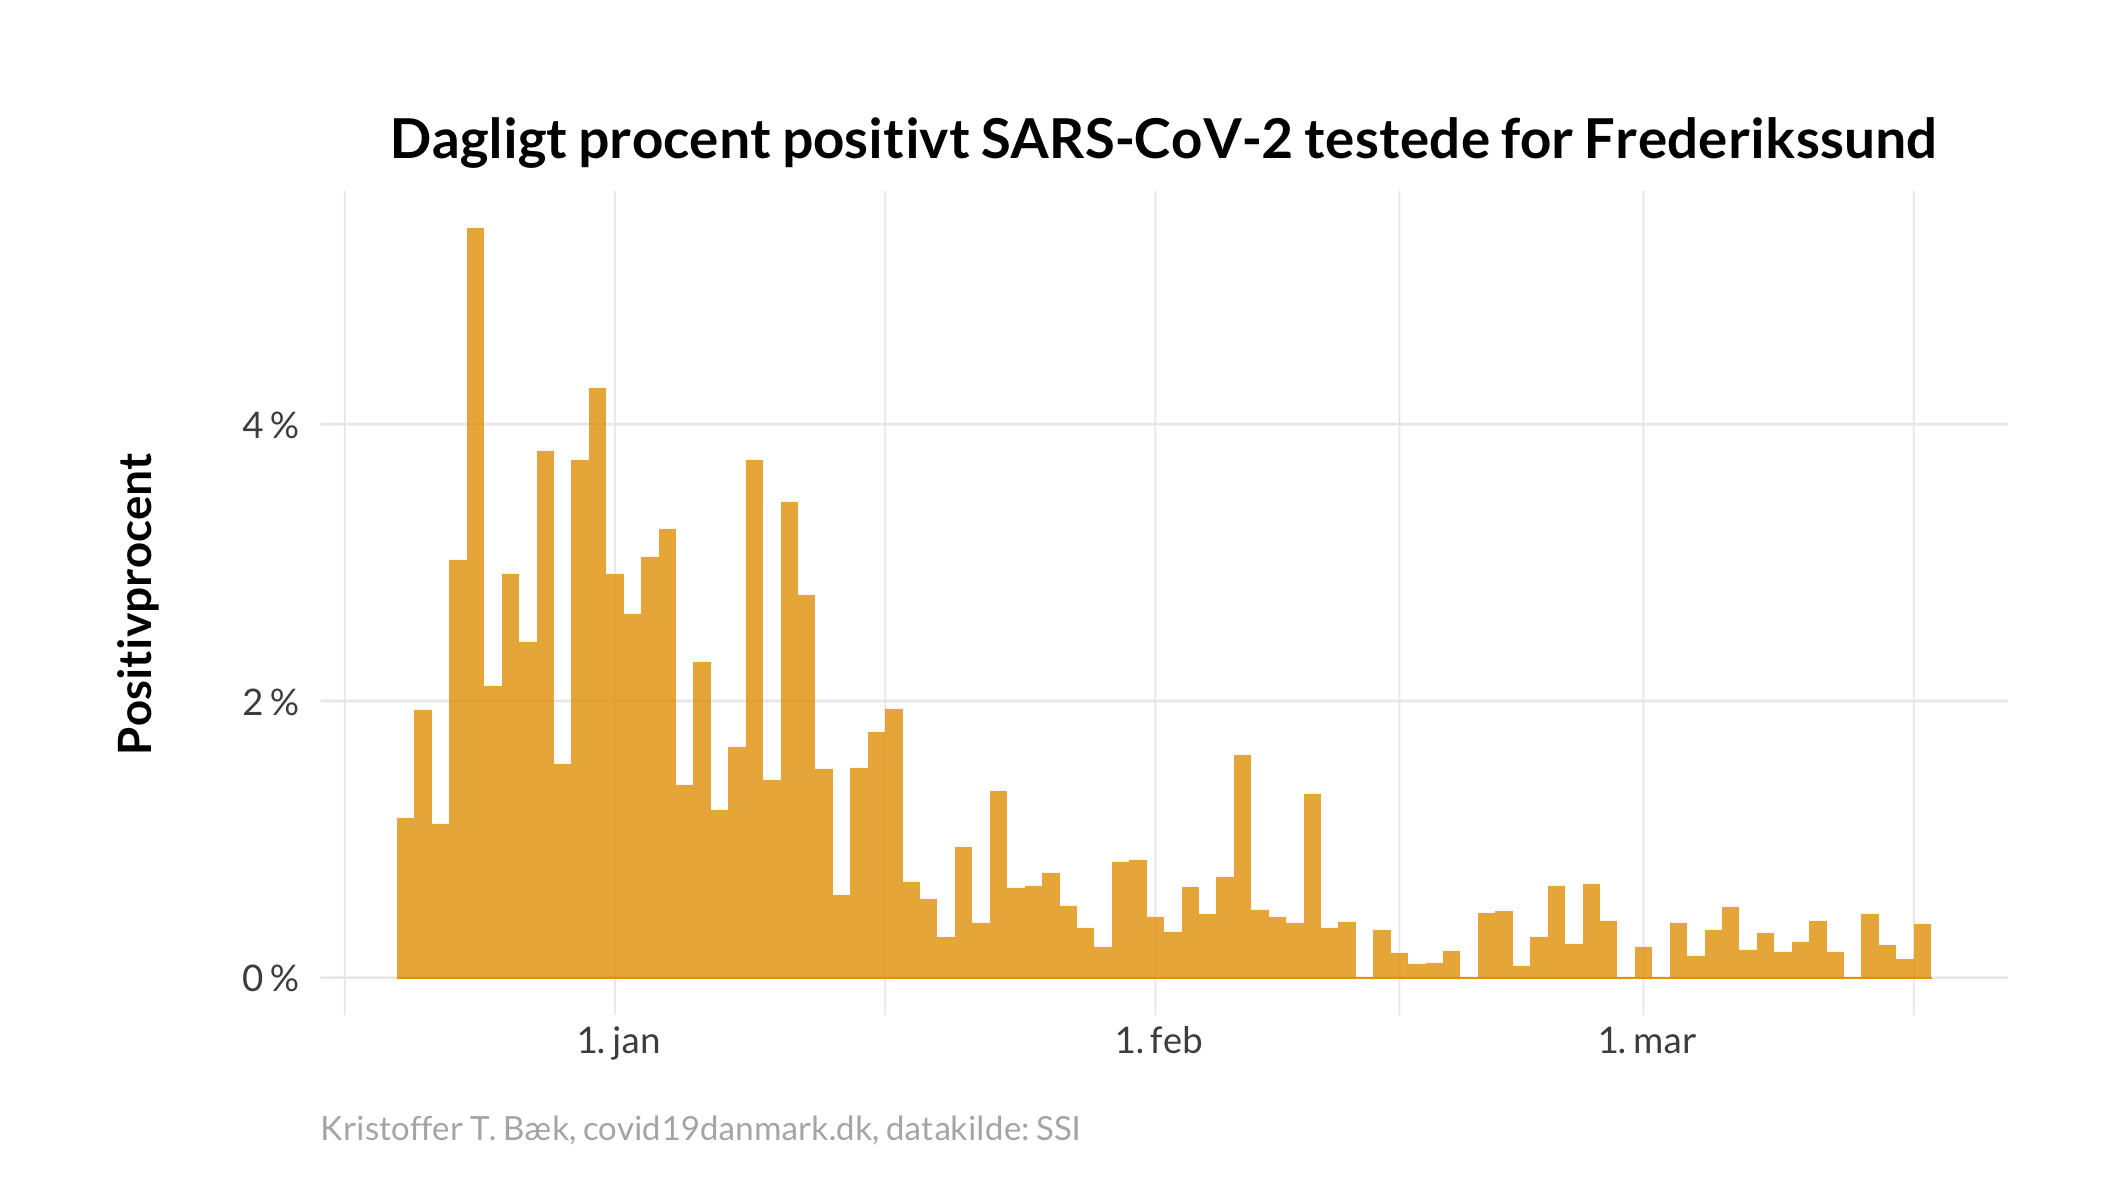 Dagligt procent positivt SARS-CoV-2 testede for Frederikssund
Positivprocent
4 %
2 %
0 %
1. jan
1. feb
1. mar
Kristoffer T. Bæk, covid19danmark.dk, datakilde: SSI